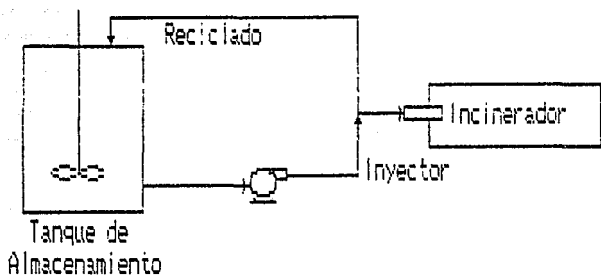 Reciclado
Incinerador
Inyector
Tanque de
Almacenamiento